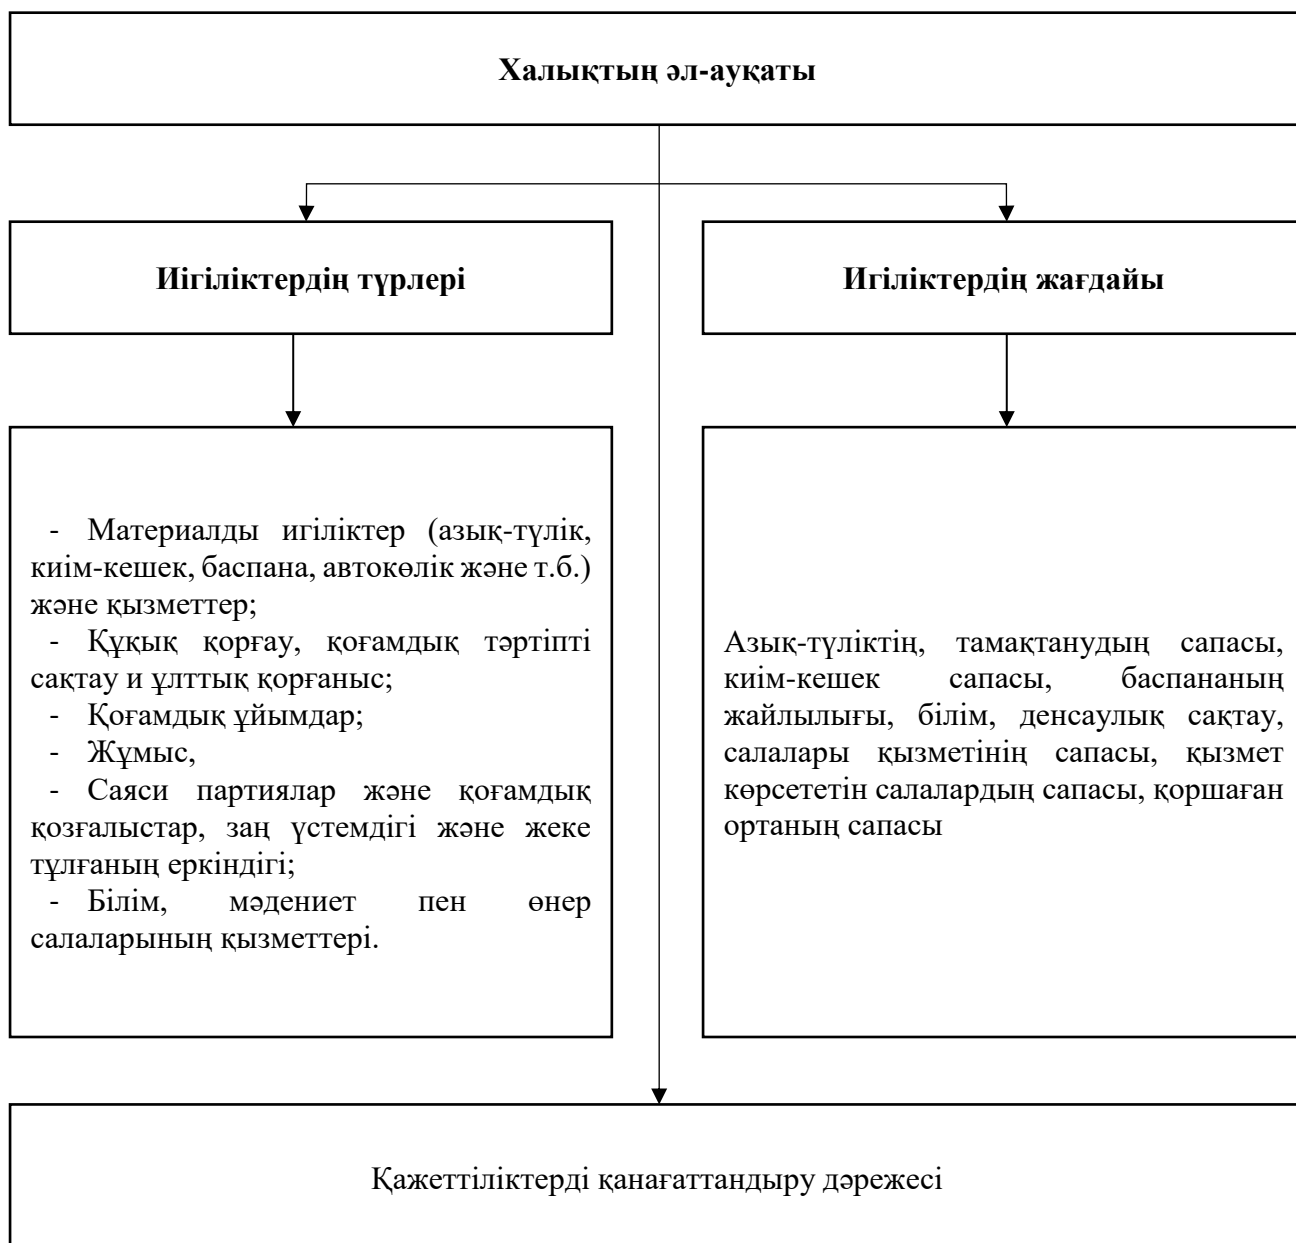 Халықтың әл-ауқаты
Иігіліктердің түрлері
Игіліктердің жағдайы
- Материалды игіліктер (азық-түлік,
киім-кешек, баспана, автокөлік және т.б.)
және қызметтер;
- Құқық қорғау, қоғамдық тәртіпті
сақтау и ұлттық қорғаныс;
- Қоғамдық ұйымдар;
- Жұмыс,
- Саяси партиялар және қоғамдық
қозғалыстар, заң үстемдігі және жеке
тұлғаның еркіндігі;
- Білім, мәдениет пен өнер
салаларының қызметтері.
Азық-түліктің, тамақтанудың сапасы,
киім-кешек сапасы, баспананың
жайлылығы, білім, денсаулық сақтау,
салалары қызметінің сапасы, қызмет
көрсететін салалардың сапасы, қоршаған
ортаның сапасы
Қажеттіліктерді қанағаттандыру дәрежесі